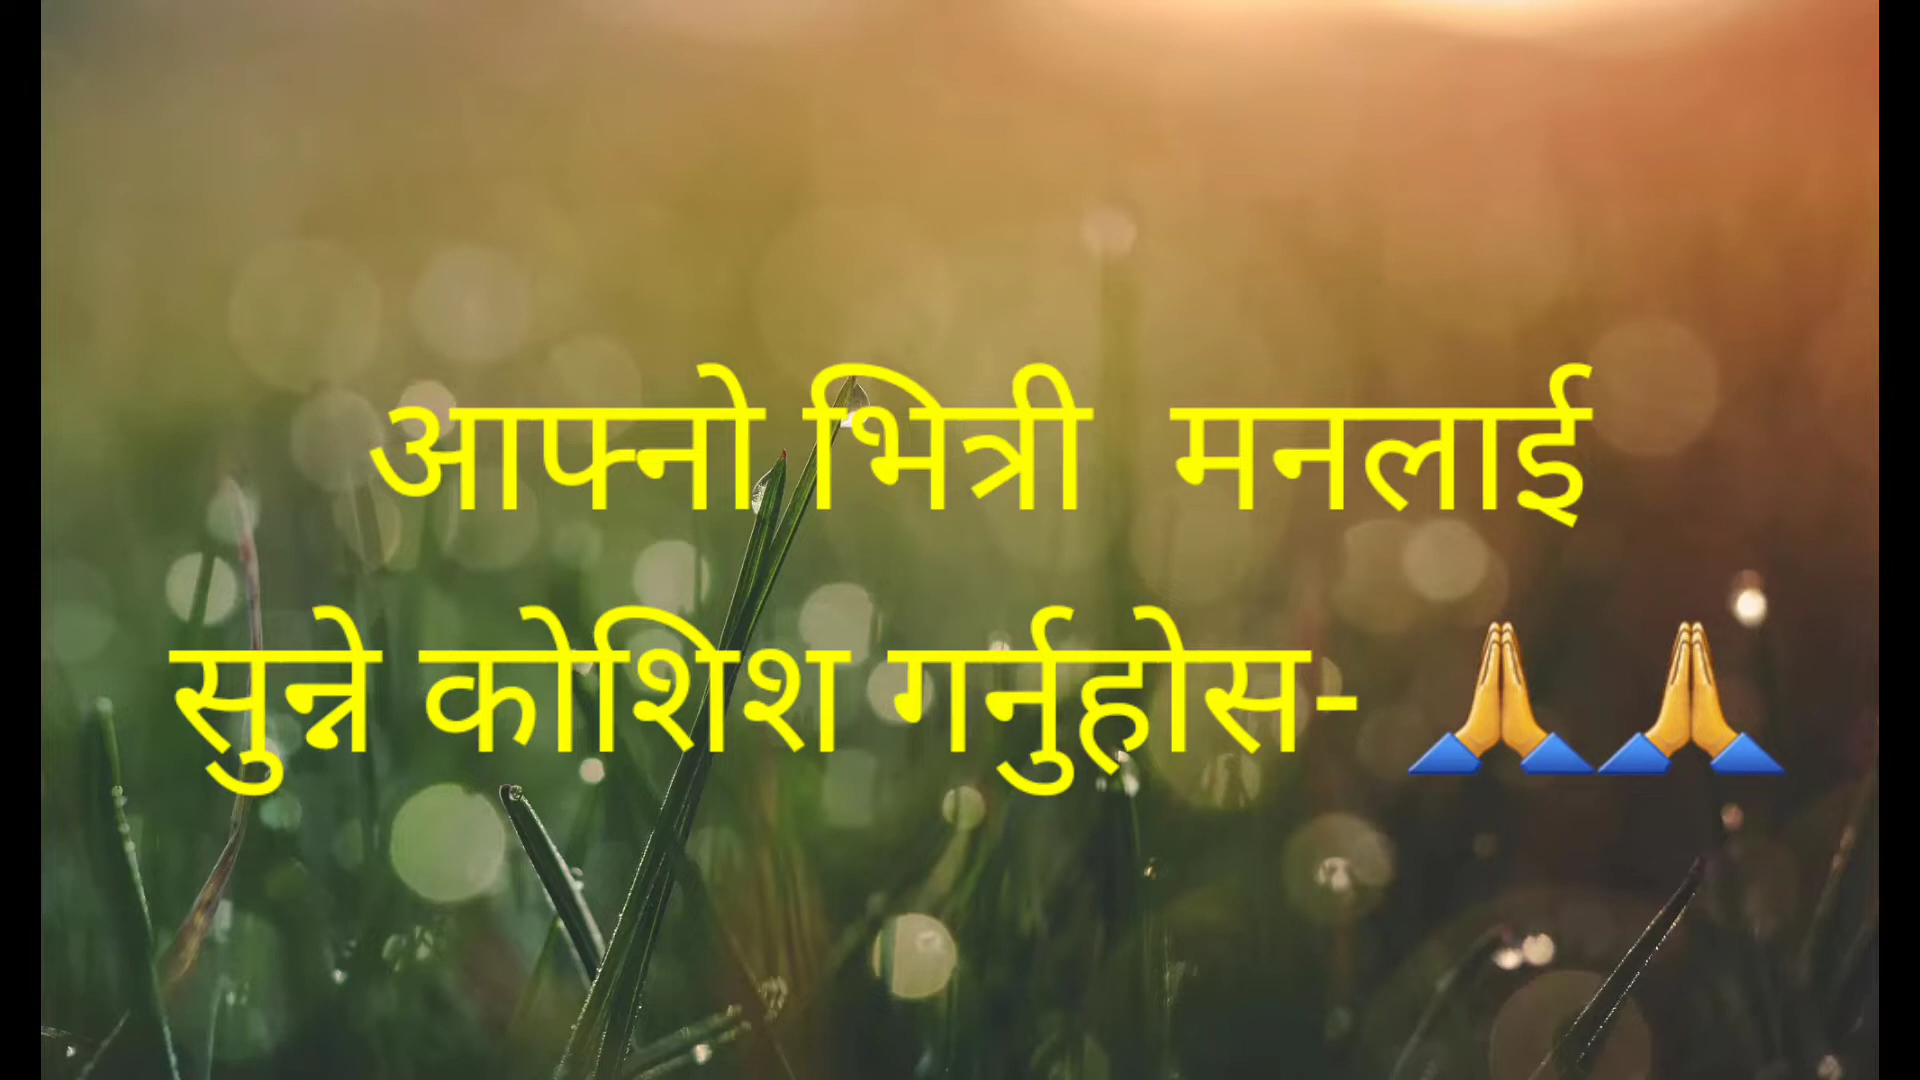 आफ्नो भित्री  मनलाई
सुन्ने कोशिश गर्नुहोस- 🙏🙏